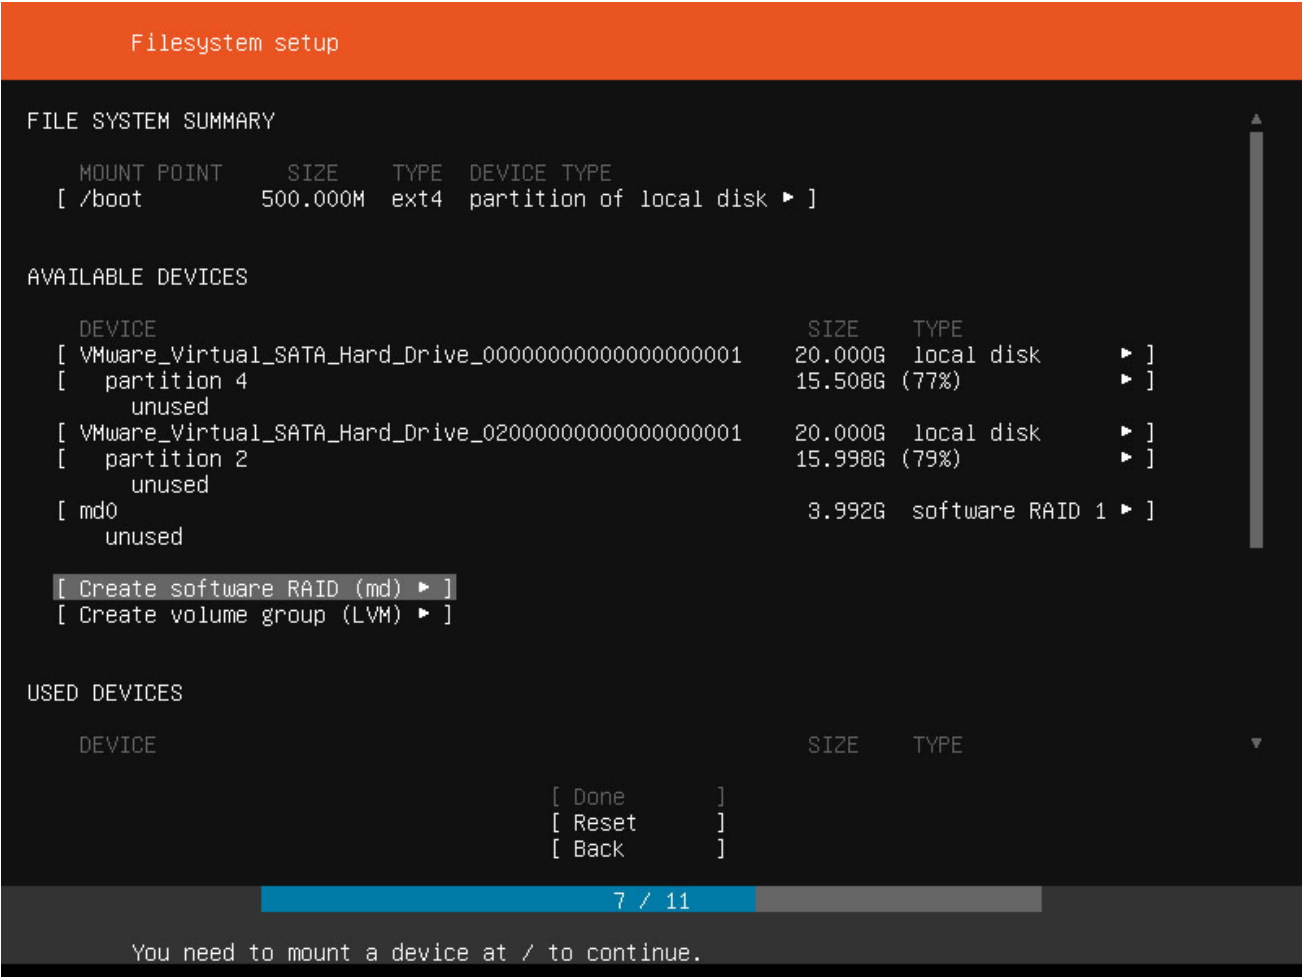 Filesystem setup
FILE SYSTEM SUMMARY
MOUNT POINT SIZE TYPE DEVICE TYPE
[ /boot 500.000M ext4 partition of local disk ▸ ]
AVAILABLE DEVICES
DEVICE SIZE TYPE
[ VMware_Virtual_SATA_Hard_Drive_00000000000000000001 20.000G local disk ▸ ]
[ partition 4 15.508G (77%) ▸ ]
unused
[ VMware_Virtual_SATA_Hard_Drive_02000000000000000001 20.000G local disk ▸ ]
[ partition 2 15.998G (79%) ▸ ]
unused
[ md0 3.992G software RAID 1 ▸ ]
unused
[ Create software RAID (md) ▸ ]
[ Create volume group (LVM) ▸ ]
USED DEVICES
DEVICE SIZE TYPE
[ Done ]
[ Reset ]
[ Back ]
7 / 11
You need to mount a device at / to continue.